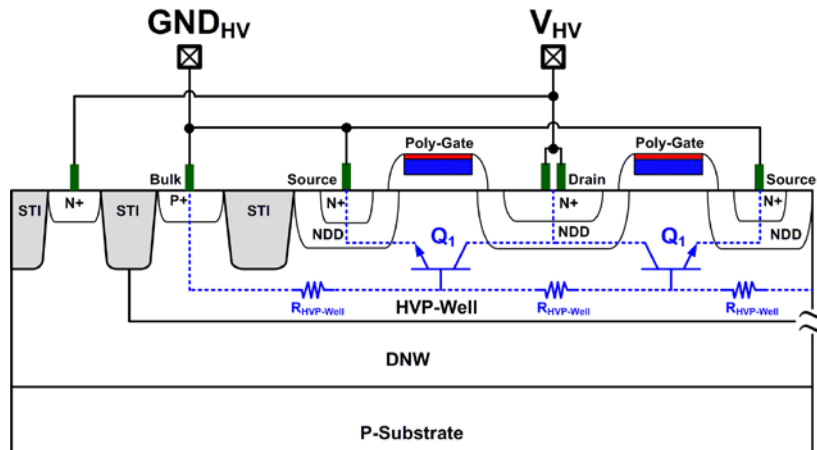 GNDHV VHV
Poly-Gate Poly-Gate
Bulk Source Drain Source
STI N+ STI P+ STI N+ N+ N+
NDD NDD NDD
Q1 Q1
RHVP-Well HVP-Well RHVP-Well RHVP-Well
DNW
P-Substrate